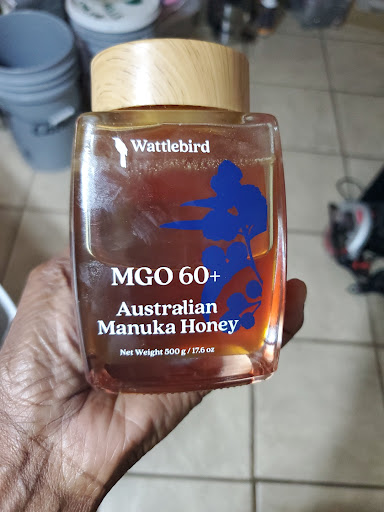 Wattlebird
MGO 60+
Australian
Manuka Honey
Net Weight 500 g / 17.6 oz